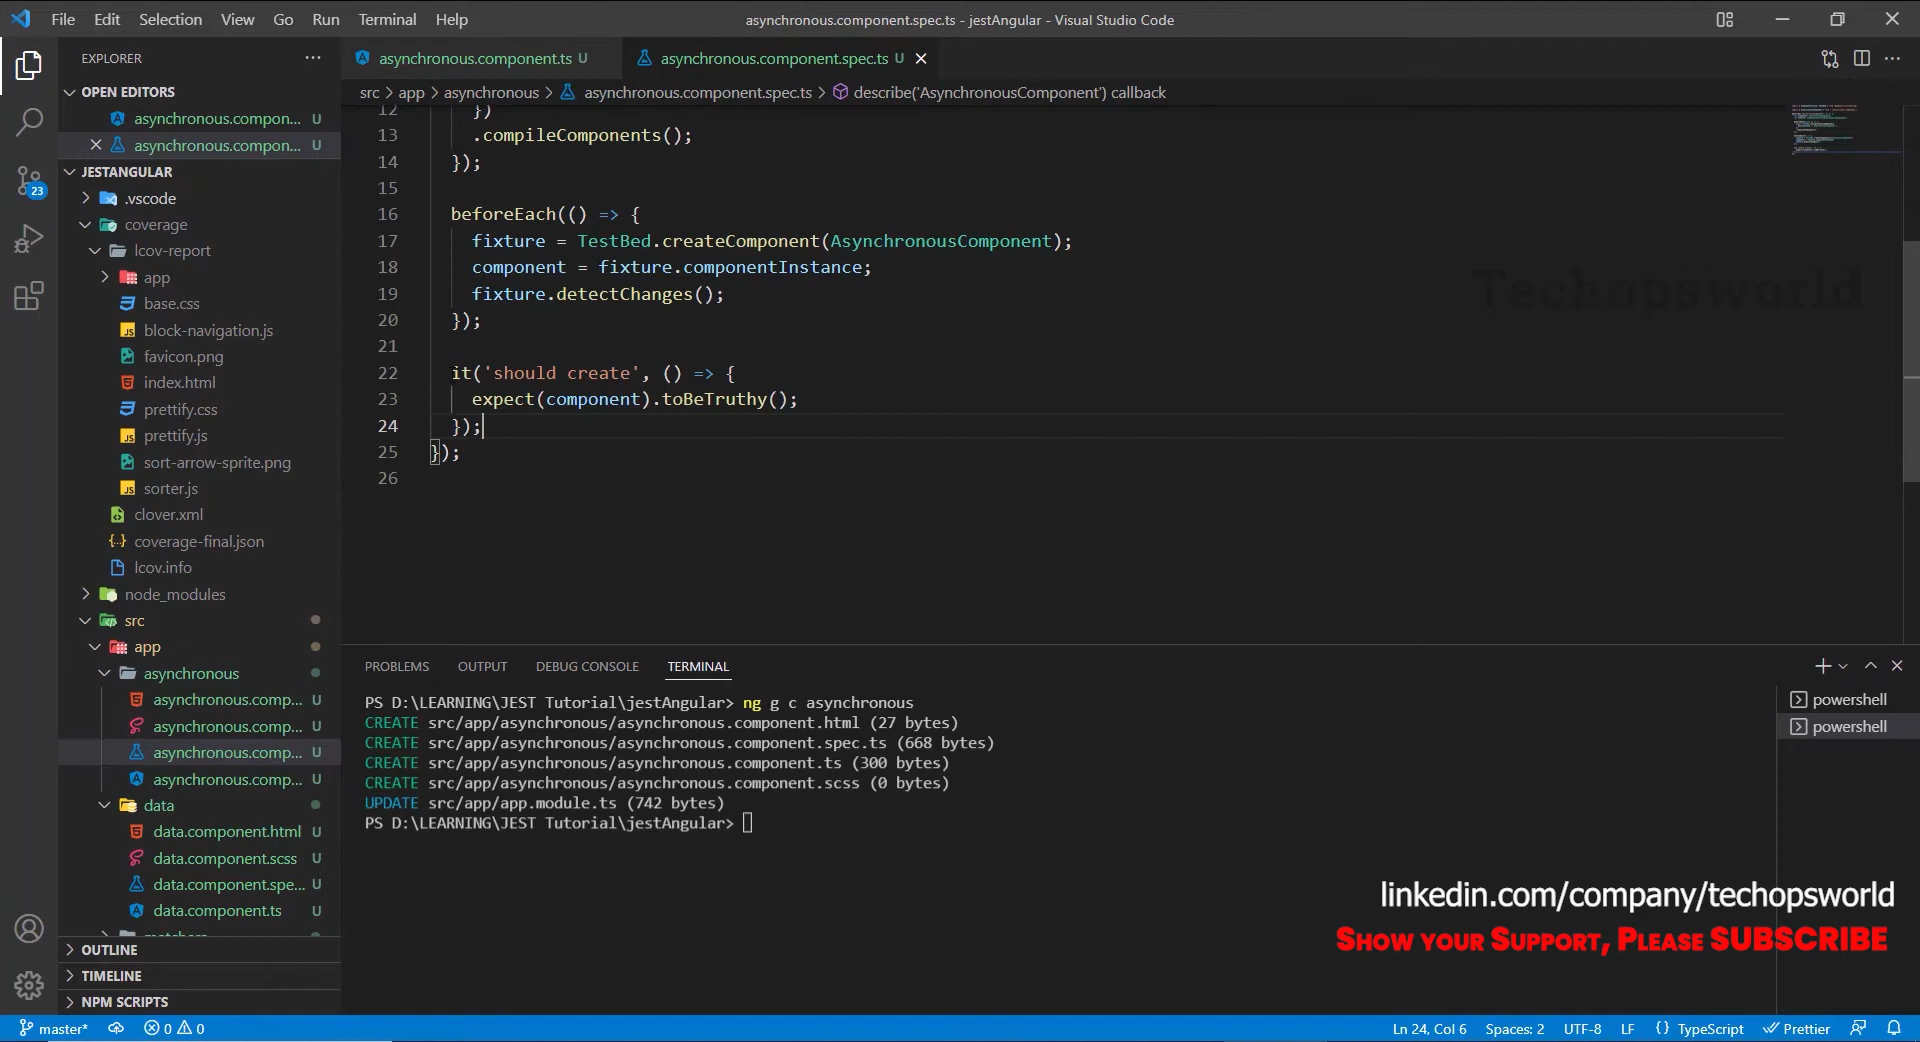 File Edit Selection View Go Run Terminal Help
asynchronous.component.spec.ts - jestAngular - Visual Studio Code
EXPLORER
asynchronous.component.ts U
asynchronous.component.spec.ts U
OPEN EDITORS
asynchronous.compon... U
asynchronous.compon... U
src > app > asynchronous > asynchronous.component.spec.ts > describe('AsynchronousComponent') callback
JESTANGULAR
.vscode
coverage
lcov-report
app
base.css
block-navigation.js
favicon.png
index.html
prettify.css
prettify.js
sort-arrow-sprite.png
sorter.js
clover.xml
coverage-final.json
lcov.info
node_modules
src
app
asynchronous
asynchronous.comp... U
asynchronous.comp... U
asynchronous.comp... U
asynchronous.comp... U
data
data.component.html U
data.component.scss U
data.component.spe... U
data.component.ts U
OUTLINE
TIMELINE
NPM SCRIPTS
23
12 })
13 .compileComponents();
14 });
15
16 beforeEach(() => {
17 fixture = TestBed.createComponent(AsynchronousComponent);
18 component = fixture.componentInstance;
19 fixture.detectChanges();
20 });
21
22 it('should create', () => {
23 expect(component).toBeTruthy();
24 });
25 });
26
Techopsworld
PROBLEMS OUTPUT DEBUG CONSOLE TERMINAL
PS D:\LEARNING\JEST Tutorial\jestAngular> ng g c asynchronous
CREATE src/app/asynchronous/asynchronous.component.html (27 bytes)
CREATE src/app/asynchronous/asynchronous.component.spec.ts (668 bytes)
CREATE src/app/asynchronous/asynchronous.component.ts (300 bytes)
CREATE src/app/asynchronous/asynchronous.component.scss (0 bytes)
UPDATE src/app/app.module.ts (742 bytes)
PS D:\LEARNING\JEST Tutorial\jestAngular>
powershell
powershell
linkedin.com/company/techopsworld
Show your Support, Please SUBSCRIBE
master* 0 0
Ln 24, Col 6 Spaces: 2 UTF-8 LF {} TypeScript Prettier